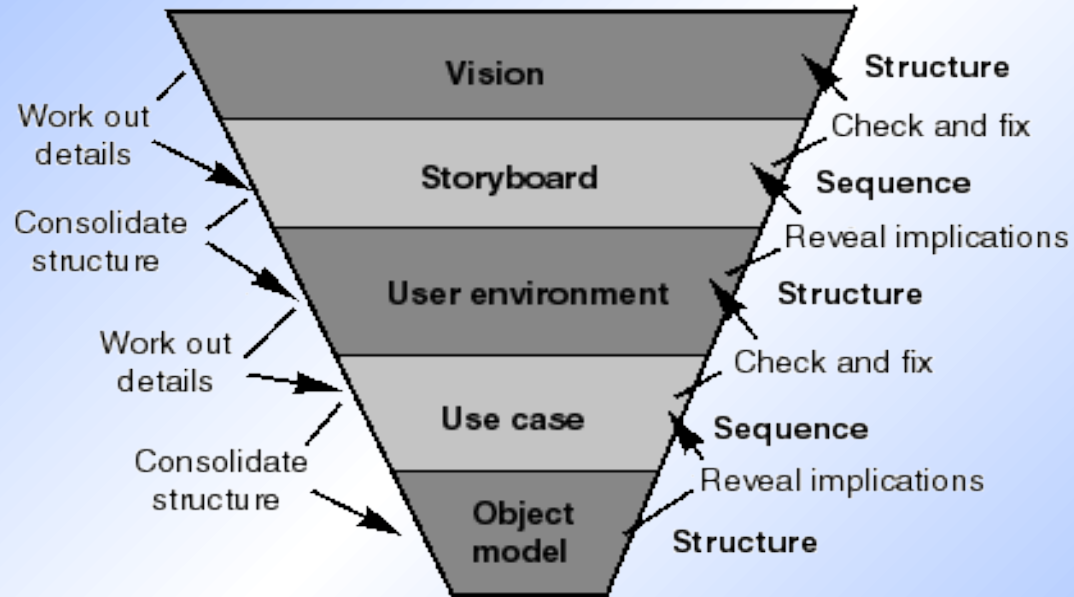 Vision
Structure
Work out
details
Check and fix
Storyboard
Sequence
Consolidate
structure
Reveal implications
User environment
Structure
Work out
details
Check and fix
Use case
Sequence
Consolidate
structure
Reveal implications
Object
model
Structure